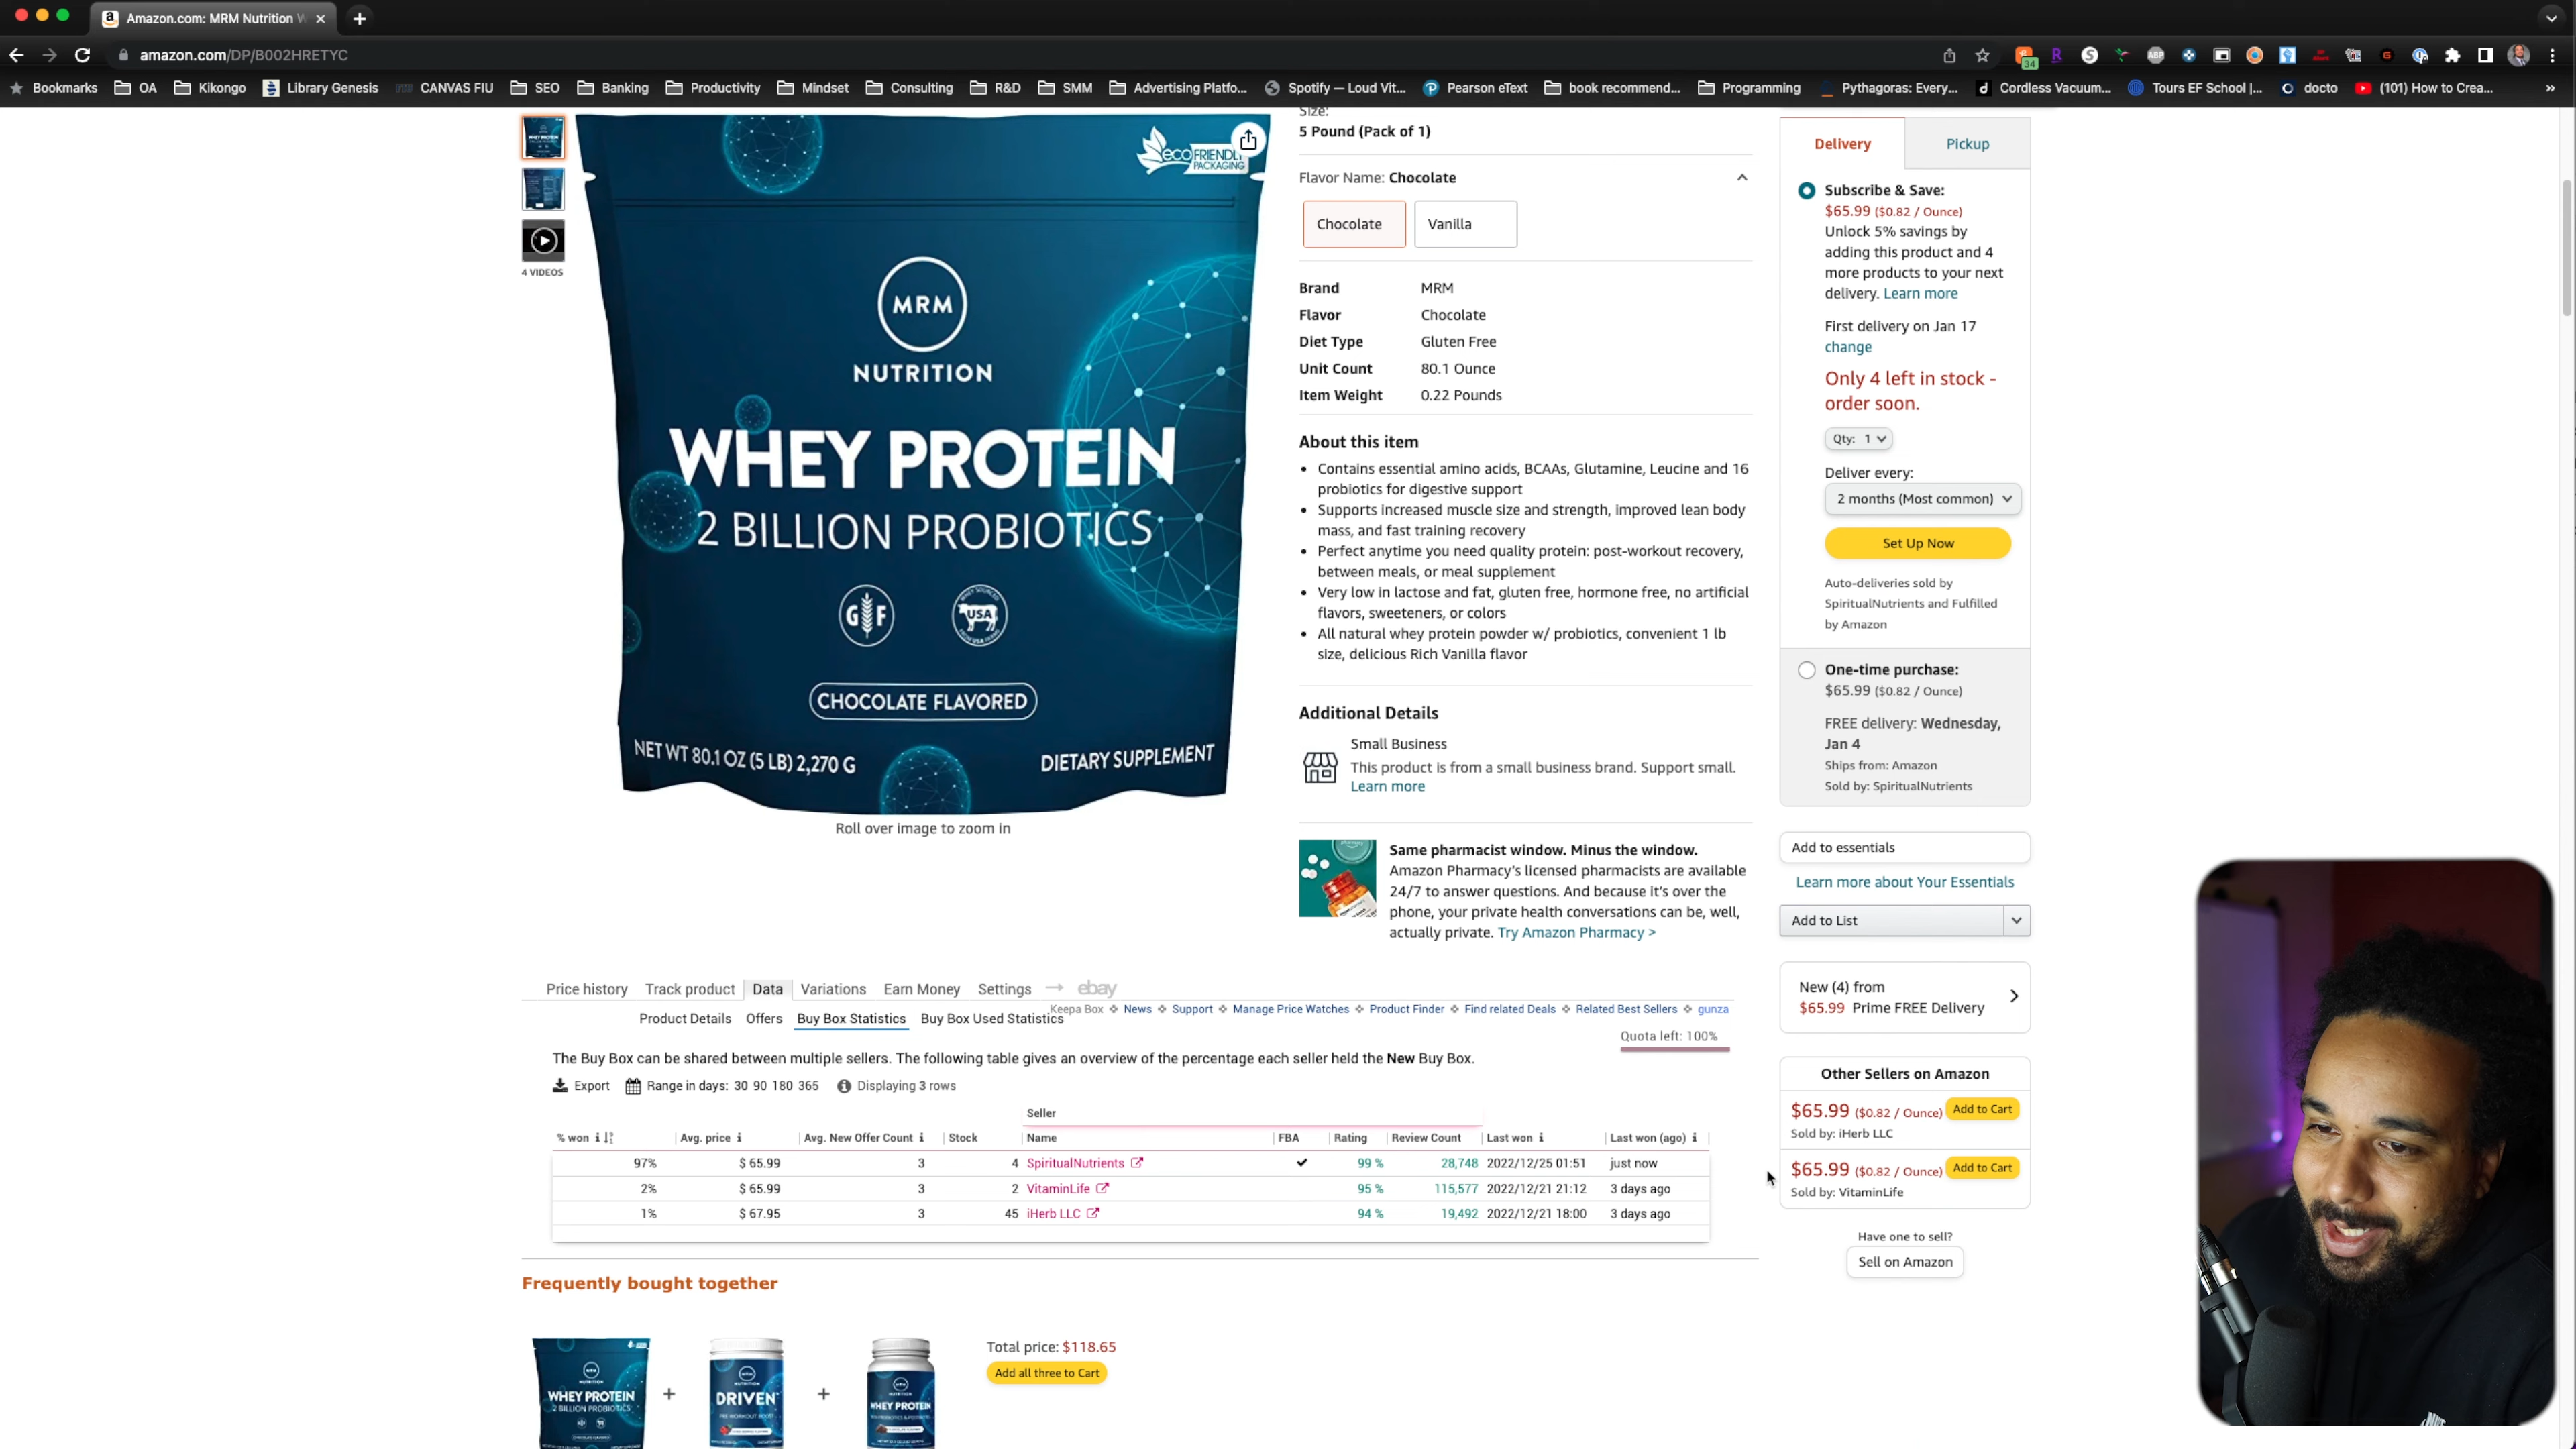 Amazon.com: MRM Nutrition W
amazon.com/DP/B002HRETYC
34
Bookmarks OA Kikongo Library Genesis CANVAS FIU SEO Banking Productivity Mindset Consulting R&D SMM Advertising Platfo... Spotify — Loud Vit... Pearson eText book recommend... Programming Pythagoras: Every... Cordless Vacuum... Tours EF School |... docto (101) How to Crea... »
4 VIDEOS
ecoFRIENDLY
PACKAGING
MRM
NUTRITION
WHEY PROTEIN
2 BILLION PROBIOTICS
GF
USA
CHOCOLATE FLAVORED
NET WT 80.1 OZ (5 LB) 2,270 G
DIETARY SUPPLEMENT
Roll over image to zoom in
Size:
5 Pound (Pack of 1)
Flavor Name: Chocolate
Chocolate
Vanilla
Brand MRM
Flavor Chocolate
Diet Type Gluten Free
Unit Count 80.1 Ounce
Item Weight 0.22 Pounds
About this item
• Contains essential amino acids, BCAAs, Glutamine, Leucine and 16
probiotics for digestive support
• Supports increased muscle size and strength, improved lean body
mass, and fast training recovery
• Perfect anytime you need quality protein: post-workout recovery,
between meals, or meal supplement
• Very low in lactose and fat, gluten free, hormone free, no artificial
flavors, sweeteners, or colors
• All natural whey protein powder w/ probiotics, convenient 1 lb
size, delicious Rich Vanilla flavor
Additional Details
Small Business
This product is from a small business brand. Support small.
Learn more
Same pharmacist window. Minus the window.
Amazon Pharmacy's licensed pharmacists are available
24/7 to answer questions. And because it's over the
phone, your private health conversations can be, well,
actually private. Try Amazon Pharmacy >
Delivery
Pickup
Subscribe & Save:
$65.99 ($0.82 / Ounce)
Unlock 5% savings by
adding this product and 4
more products to your next
delivery. Learn more
First delivery on Jan 17
change
Only 4 left in stock -
order soon.
Qty: 1
Deliver every:
2 months (Most common)
Set Up Now
Auto-deliveries sold by
SpiritualNutrients and Fulfilled
by Amazon
One-time purchase:
$65.99 ($0.82 / Ounce)
FREE delivery: Wednesday,
Jan 4
Ships from: Amazon
Sold by: SpiritualNutrients
Add to essentials
Learn more about Your Essentials
Add to List
New (4) from
$65.99 Prime FREE Delivery
Other Sellers on Amazon
$65.99 ($0.82 / Ounce) Add to Cart
Sold by: iHerb LLC
$65.99 ($0.82 / Ounce) Add to Cart
Sold by: VitaminLife
Have one to sell?
Sell on Amazon
Price history Track product Data Variations Earn Money Settings → ebay
Keepa Box News Support Manage Price Watches Product Finder Find related Deals Related Best Sellers gunza
Product Details Offers Buy Box Statistics Buy Box Used Statistics
Quota left: 100%
The Buy Box can be shared between multiple sellers. The following table gives an overview of the percentage each seller held the New Buy Box.
Export Range in days: 30 90 180 365 Displaying 3 rows
Seller
% won Avg. price Avg. New Offer Count Stock Name FBA Rating Review Count Last won Last won (ago)
97% $ 65.99 3 4 SpiritualNutrients ✔ 99 % 28,748 2022/12/25 01:51 just now
2% $ 65.99 3 2 VitaminLife 95 % 115,577 2022/12/21 21:12 3 days ago
1% $ 67.95 3 45 iHerb LLC 94 % 19,492 2022/12/21 18:00 3 days ago
Frequently bought together
WHEY PROTEIN
2 BILLION PROBIOTICS
+
DRIVEN
+
WHEY PROTEIN
Total price: $118.65
Add all three to Cart